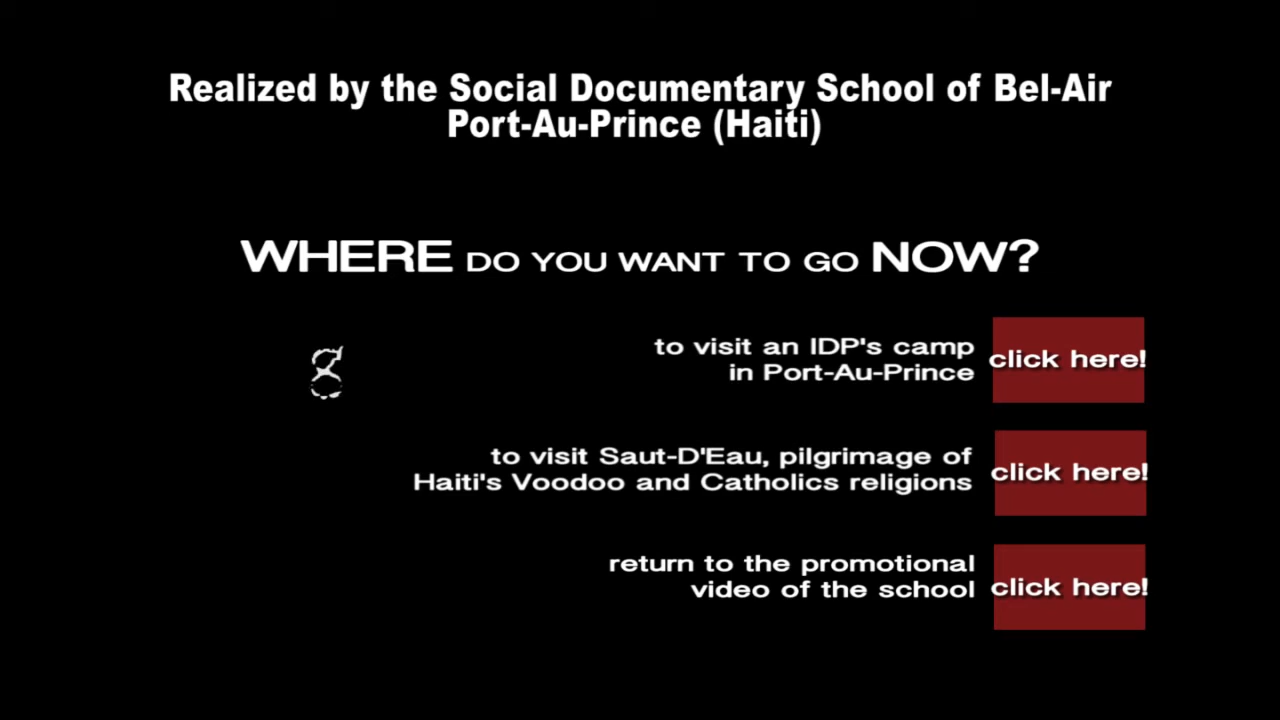 Realized by the Social Documentary School of Bel-Air
Port-Au-Prince (Haiti)
WHERE DO YOU WANT TO GO NOW?
to visit an IDP's camp
in Port-Au-Prince
click here!
to visit Saut-D'Eau, pilgrimage of
Haiti's Voodoo and Catholics religions
click here!
return to the promotional
video of the school
click here!